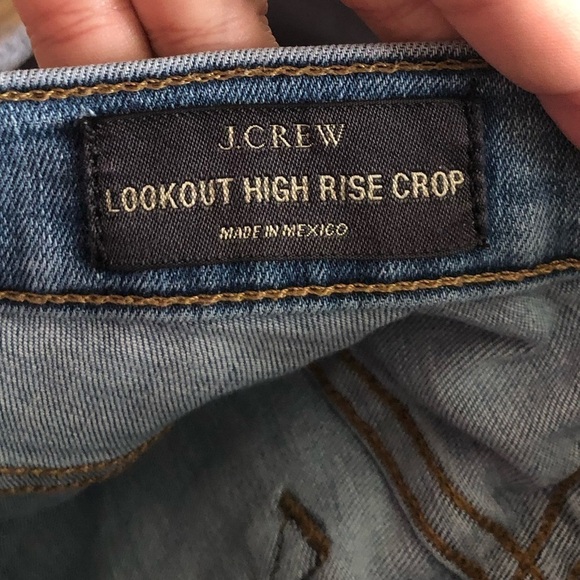 J.CREW
LOOKOUT HIGH RISE CROP
MADE IN MEXICO